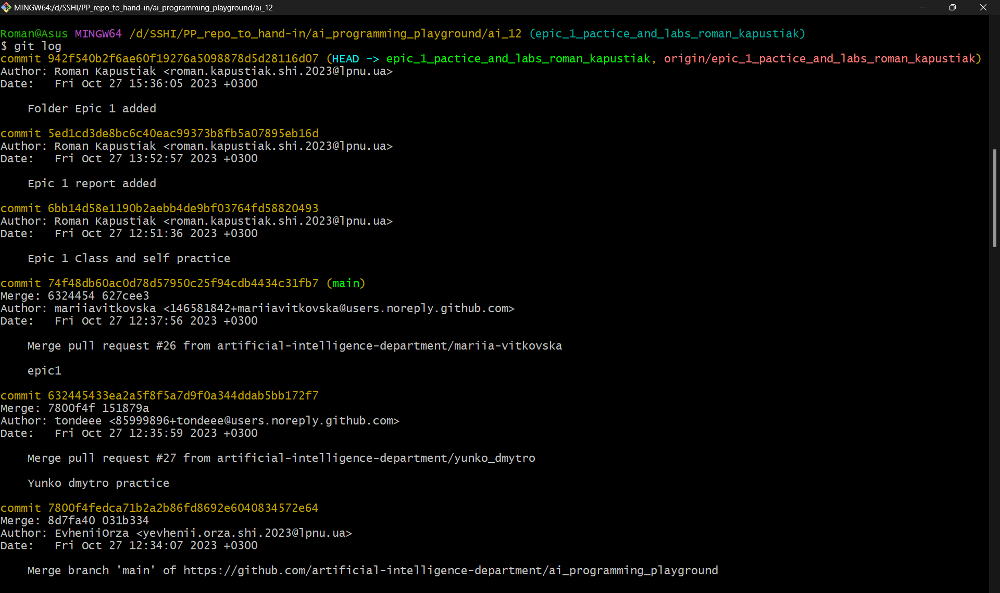 MINGW64:/d/SSHI/PP_repo_to_hand-in/ai_programming_playground/ai_12
Roman@Asus MINGW64 /d/SSHI/PP_repo_to_hand-in/ai_programming_playground/ai_12 (epic_1_pactice_and_labs_roman_kapustiak)
$ git log
commit 942f540b2f6ae60f19276a5098878d5d28116d07 (HEAD -> epic_1_pactice_and_labs_roman_kapustiak, origin/epic_1_pactice_and_labs_roman_kapustiak)
Author: Roman Kapustiak <roman.kapustiak.shi.2023@lpnu.ua>
Date:   Fri Oct 27 15:36:05 2023 +0300
    Folder Epic 1 added
commit 5ed1cd3de8bc6c40eac99373b8fb5a07895eb16d
Author: Roman Kapustiak <roman.kapustiak.shi.2023@lpnu.ua>
Date:   Fri Oct 27 13:52:57 2023 +0300
    Epic 1 report added
commit 6bb14d58e1190b2aebb4de9bf03764fd58820493
Author: Roman Kapustiak <roman.kapustiak.shi.2023@lpnu.ua>
Date:   Fri Oct 27 12:51:36 2023 +0300
    Epic 1 Class and self practice
commit 74f48db60ac0d78d57950c25f94cdb4434c31fb7 (main)
Merge: 6324454 627cee3
Author: mariiavitkovska <146581842+mariiavitkovska@users.noreply.github.com>
Date:   Fri Oct 27 12:37:56 2023 +0300
    Merge pull request #26 from artificial-intelligence-department/mariia-vitkovska
    epic1
commit 632445433ea2a5f8f5a7d9f0a344ddab5bb172f7
Merge: 7800f4f 151879a
Author: tondeee <85999896+tondeee@users.noreply.github.com>
Date:   Fri Oct 27 12:35:59 2023 +0300
    Merge pull request #27 from artificial-intelligence-department/yunko_dmytro
    Yunko dmytro practice
commit 7800f4fedca71b2a2b86fd8692e6040834572e64
Merge: 8d7fa40 031b334
Author: EvheniiOrza <yevhenii.orza.shi.2023@lpnu.ua>
Date:   Fri Oct 27 12:34:07 2023 +0300
    Merge branch 'main' of https://github.com/artificial-intelligence-department/ai_programming_playground